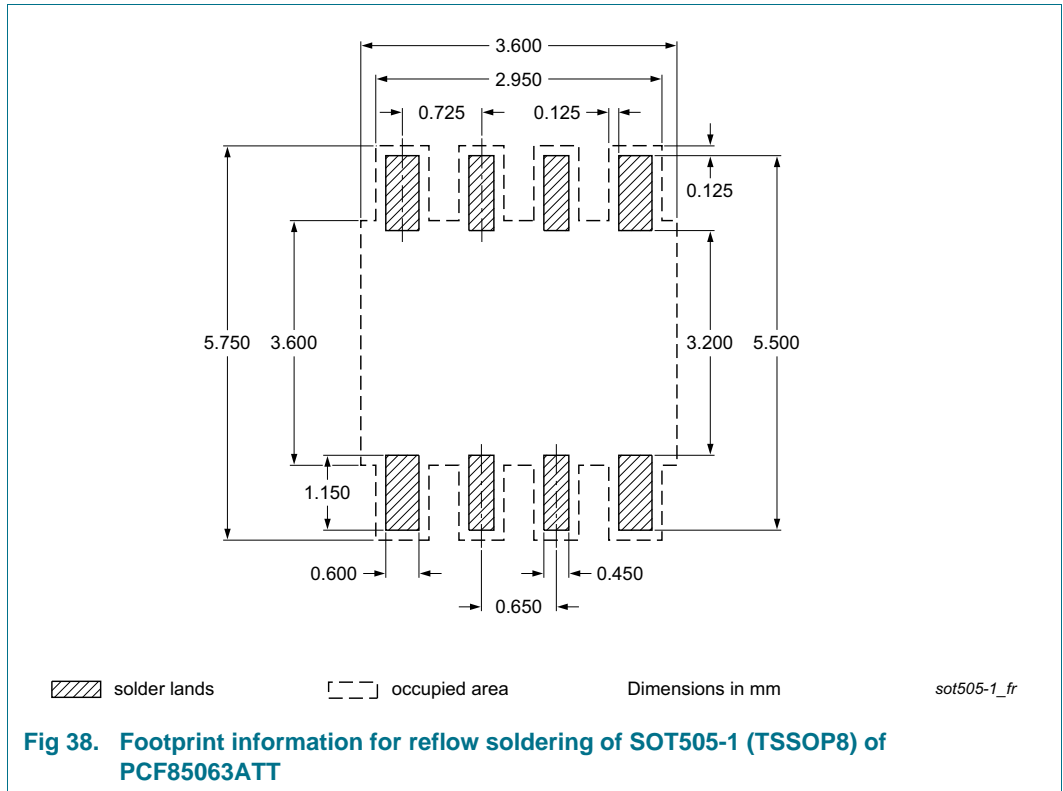 3.600
2.950
0.725
0.125
0.125
5.750
3.600
3.200
5.500
1.150
0.600
0.450
0.650
solder lands
occupied area
Dimensions in mm
sot505-1_fr
Fig 38. Footprint information for reflow soldering of SOT505-1 (TSSOP8) of
PCF85063ATT